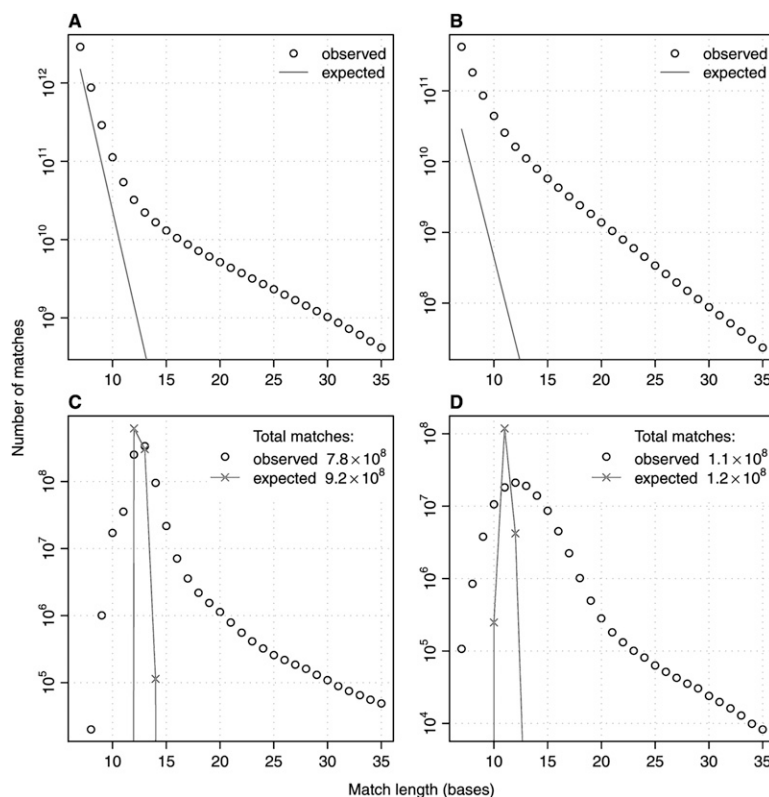 A
observed
expected
10^12
10^11
10^10
10^9
10 15 20 25 30 35
B
observed
expected
10^11
10^10
10^9
10^8
10 15 20 25 30 35
Number of matches
C
Total matches:
observed 7.8×10^8
expected 9.2×10^8
10^8
10^7
10^6
10^5
10 15 20 25 30 35
D
Total matches:
observed 1.1×10^8
expected 1.2×10^8
10^8
10^7
10^6
10^5
10^4
10 15 20 25 30 35
Match length (bases)